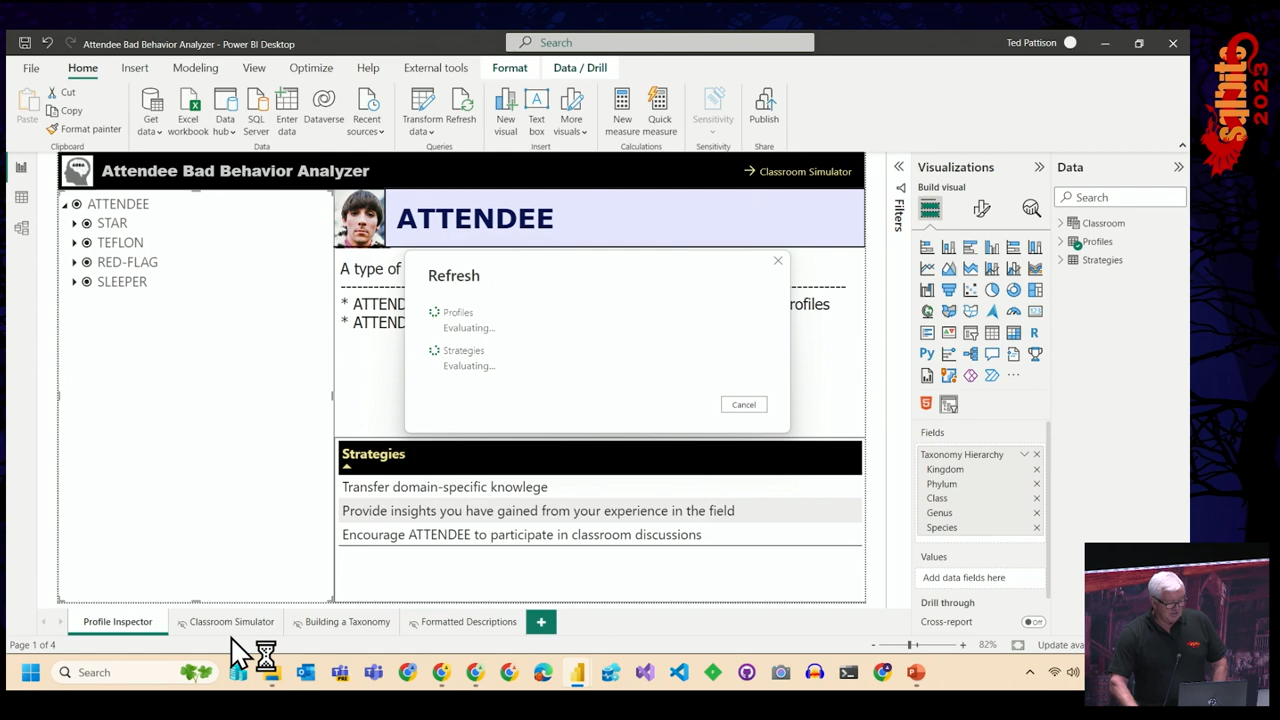 Attendee Bad Behavior Analyzer - Power BI Desktop
Search
Ted Pattison
File Home Insert Modeling View Optimize Help External tools Format Data / Drill
Paste
Cut
Copy
Format painter
Clipboard
Get data
Excel workbook
Data hub
SQL Server
Enter data
Dataverse
Recent sources
Data
Transform data
Refresh
Queries
New visual
Text box
More visuals
Insert
New measure
Quick measure
Calculations
Sensitivity
Sensitivity
Publish
Share
Attendee Bad Behavior Analyzer
Classroom Simulator
ATTENDEE
STAR
TEFLON
RED-FLAG
SLEEPER
ATTENDEE
A type of
--------
* ATTEND
rofiles
* ATTEND
Refresh
Profiles
Evaluating...
Strategies
Evaluating...
Cancel
Strategies
Transfer domain-specific knowlege
Provide insights you have gained from your experience in the field
Encourage ATTENDEE to participate in classroom discussions
Filters
Visualizations
Build visual
Py
R
Fields
Taxonomy Hierarchy
Kingdom
Phylum
Class
Genus
Species
Values
Add data fields here
Drill through
Cross-report
Off
Data
Search
Classroom
Profiles
Strategies
Profile Inspector
Classroom Simulator
Building a Taxonomy
Formatted Descriptions
Page 1 of 4
82%
Update ava
Search
sqlbits
2023